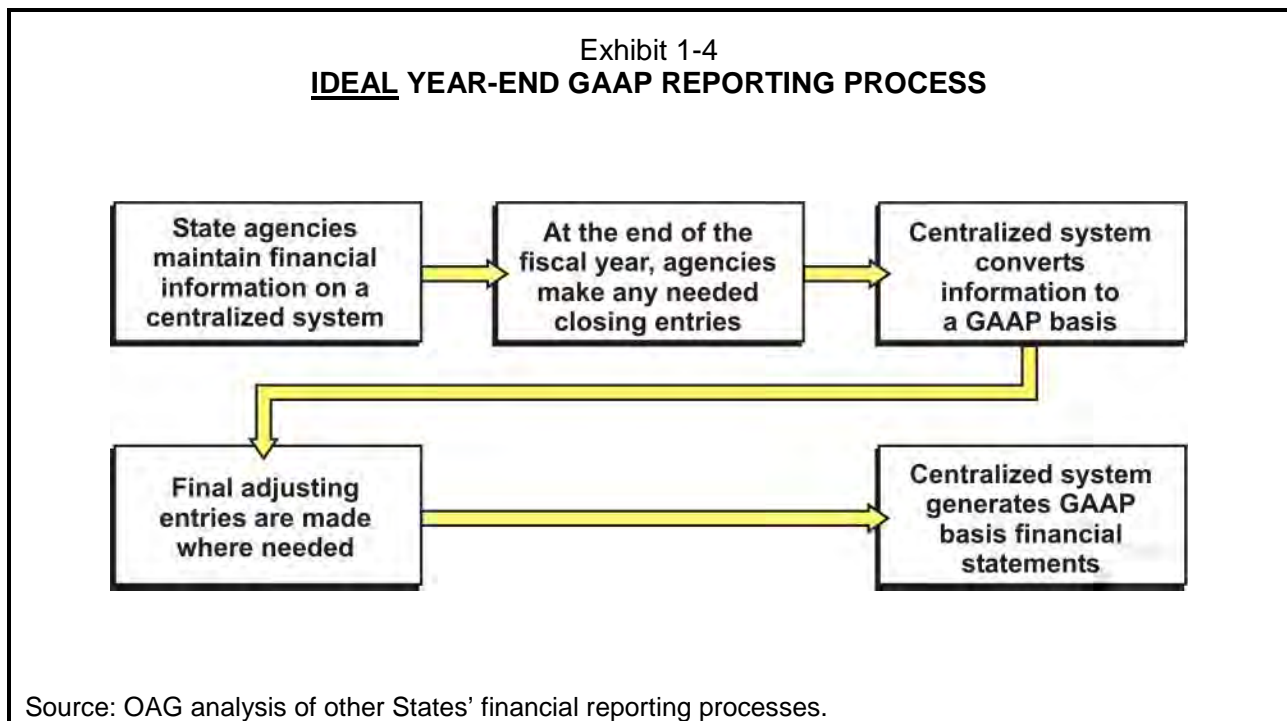 Exhibit 1-4
IDEAL YEAR-END GAAP REPORTING PROCESS
State agencies
maintain financial
information on a
centralized system
At the end of the
fiscal year, agencies
make any needed
closing entries
Centralized system
converts
information to
a GAAP basis
Final adjusting
entries are made
where needed
Centralized system
generates GAAP
basis financial
statements
Source: OAG analysis of other States’ financial reporting processes.